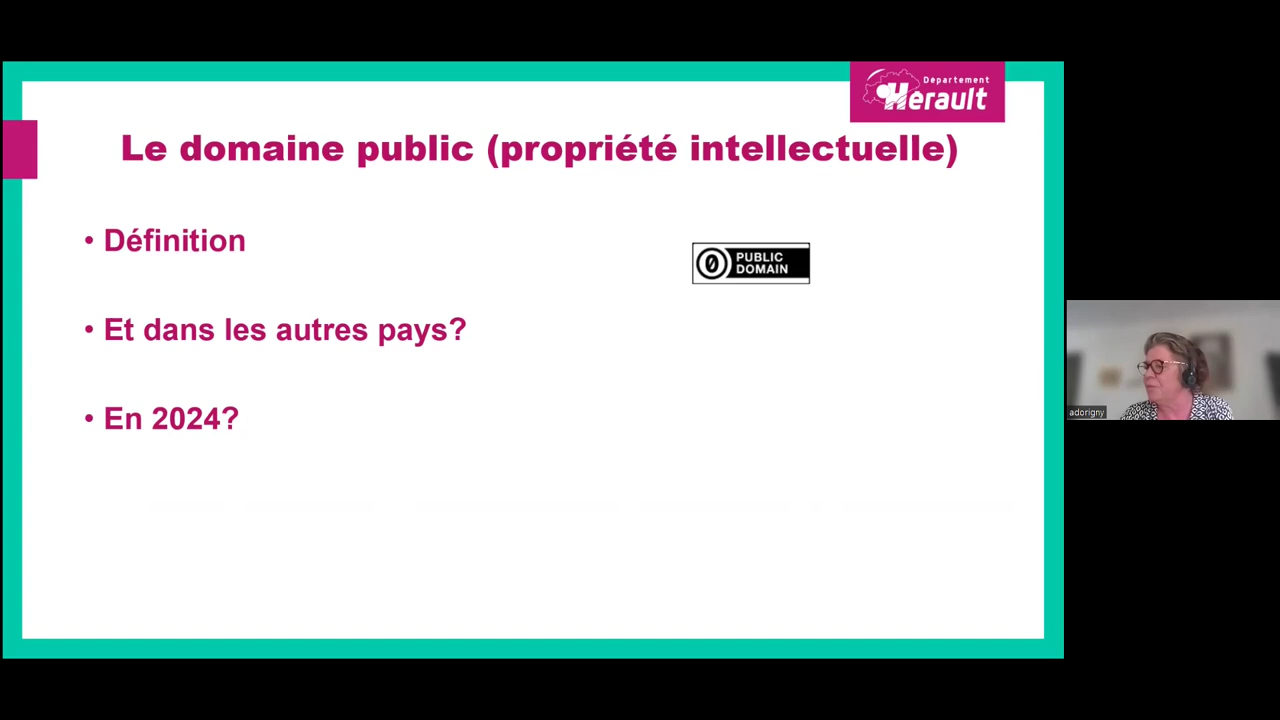 Département
Hérault
Le domaine public (propriété intellectuelle)
• Définition
PUBLIC
DOMAIN
• Et dans les autres pays?
• En 2024?
adorigny